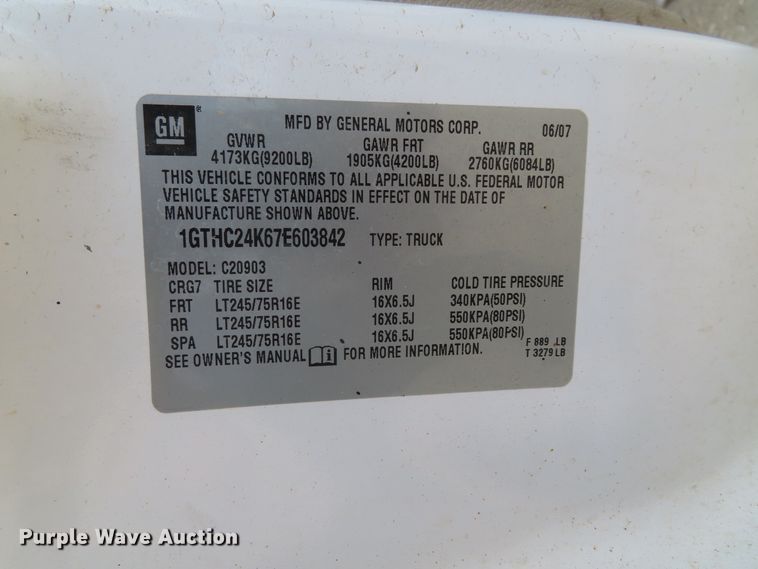 GM ®
MFD BY GENERAL MOTORS CORP. 06/07
GVWR GAWR FRT GAWR RR
4173KG(9200LB) 1905KG(4200LB) 2760KG(6084LB)
THIS VEHICLE CONFORMS TO ALL APPLICABLE U.S. FEDERAL MOTOR
VEHICLE SAFETY STANDARDS IN EFFECT ON THE DATE OF
MANUFACTURE SHOWN ABOVE.
1GTHC24K67E603842 TYPE: TRUCK
MODEL: C20903
CRG7 TIRE SIZE RIM COLD TIRE PRESSURE
FRT LT245/75R16E 16X6.5J 340KPA(50PSI)
RR LT245/75R16E 16X6.5J 550KPA(80PSI)
SPA LT245/75R16E 16X6.5J 550KPA(80PSI)
SEE OWNER'S MANUAL FOR MORE INFORMATION.
F 889 LB
T 3279 LB
Purple Wave Auction